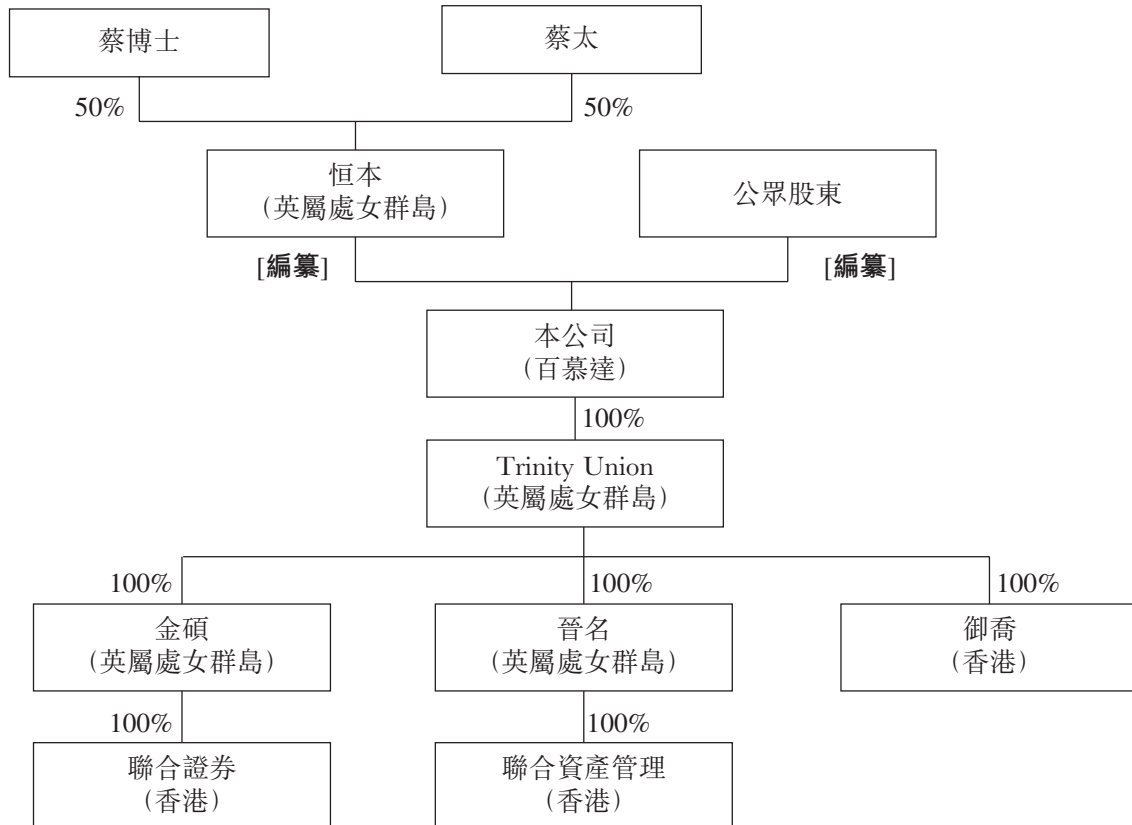 蔡博士
蔡太
50%
50%
恒本
(英屬處女群島)
公眾股東
[編纂]
[編纂]
本公司
(百慕達)
100%
Trinity Union
(英屬處女群島)
100%
100%
100%
金碩
(英屬處女群島)
晉名
(英屬處女群島)
御喬
(香港)
100%
100%
聯合證券
(香港)
聯合資產管理
(香港)